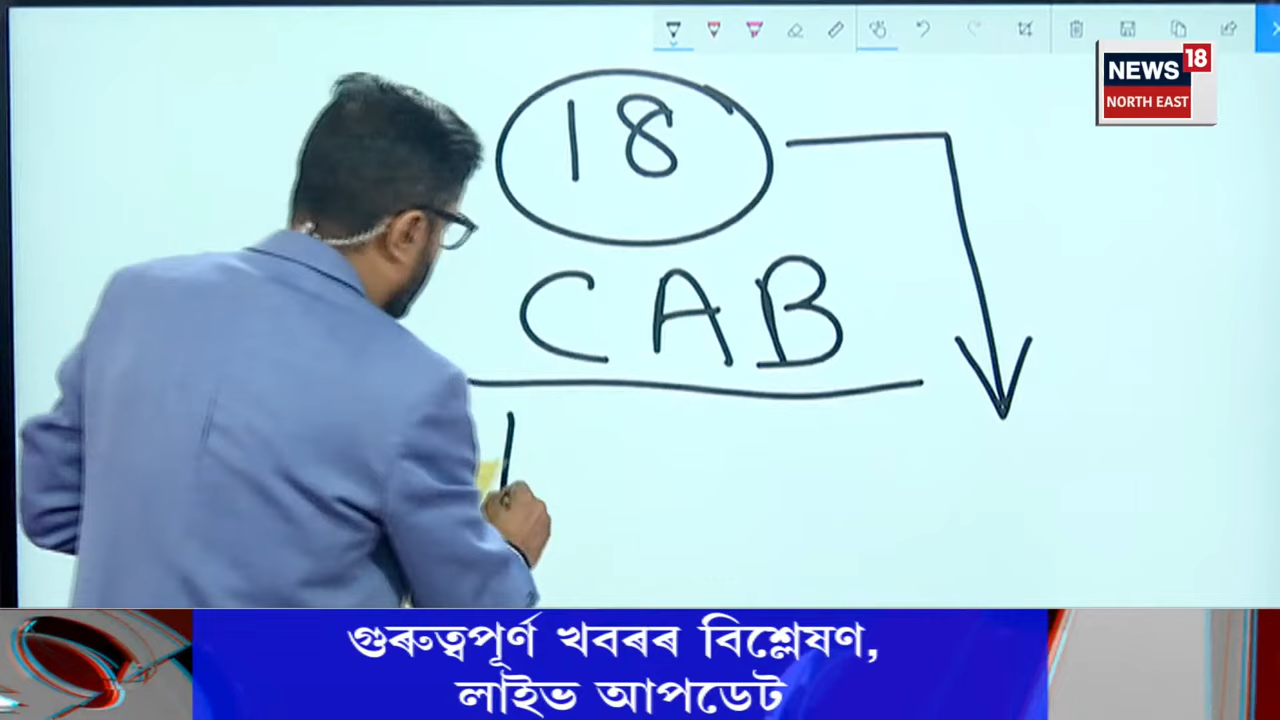 18
NEWS 18
NORTH EAST
CAB
গুৰুত্বপূৰ্ণ খবৰৰ বিশ্লেষণ,
লাইভ আপডেট